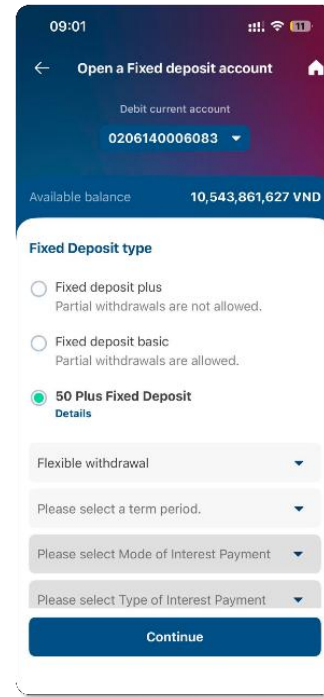 09:01
11
Open a Fixed deposit account
Debit current account
0206140006083
Available balance 10,543,861,627 VND
Fixed Deposit type
Fixed deposit plus
Partial withdrawals are not allowed.
Fixed deposit basic
Partial withdrawals are allowed.
50 Plus Fixed Deposit
Details
Flexible withdrawal
Please select a term period.
Please select Mode of Interest Payment
Please select Type of Interest Payment
Continue